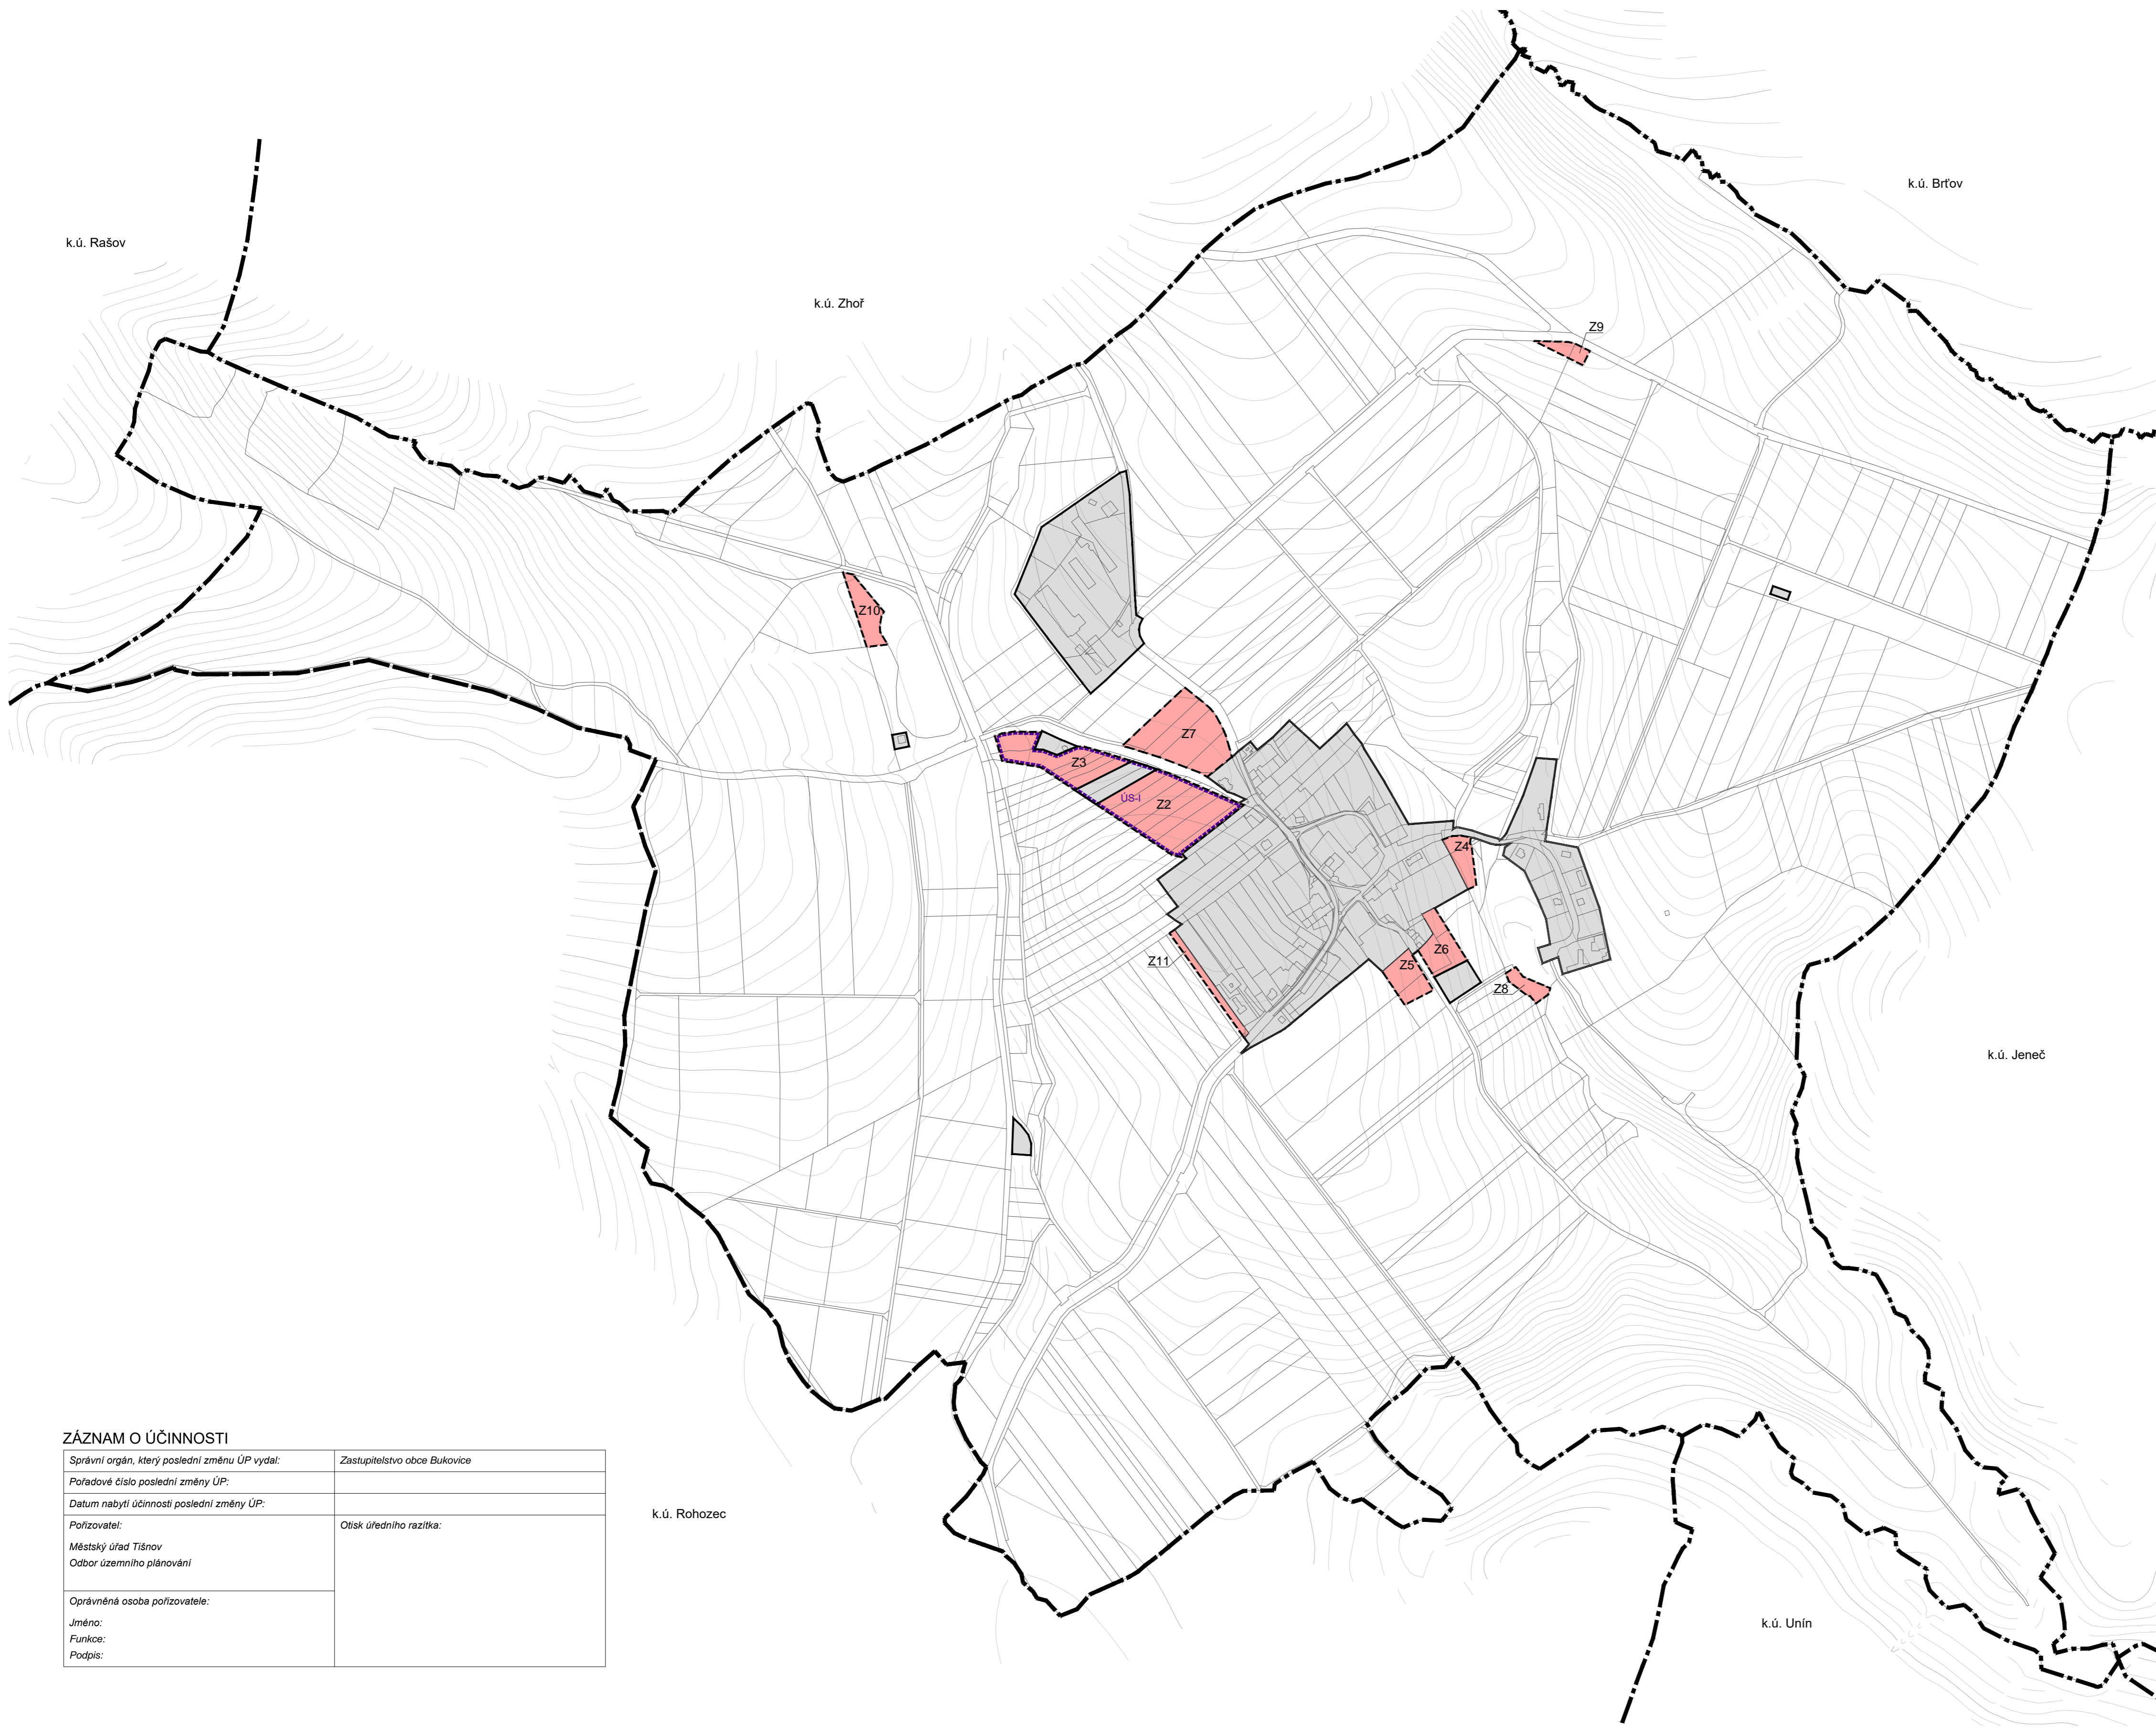 k.ú. Brťov
k.ú. Rašov
k.ú. Zhoř
Z9
Z10
Z7
Z3
ÚS-I
Z2
Z4
Z6
Z11
Z5
Z8
k.ú. Jeneč
ZÁZNAM O ÚČINNOSTI
Správní orgán, který poslední změnu ÚP vydal:
Zastupitelstvo obce Bukovice
Pořadové číslo poslední změny ÚP:
Datum nabytí účinnosti poslední změny ÚP:
Pořizovatel:
Otisk úředního razítka:
Městský úřad Tišnov
Odbor územního plánování
Oprávněná osoba pořizovatele:
Jméno:
Funkce:
Podpis:
k.ú. Rohozec
k.ú. Unín